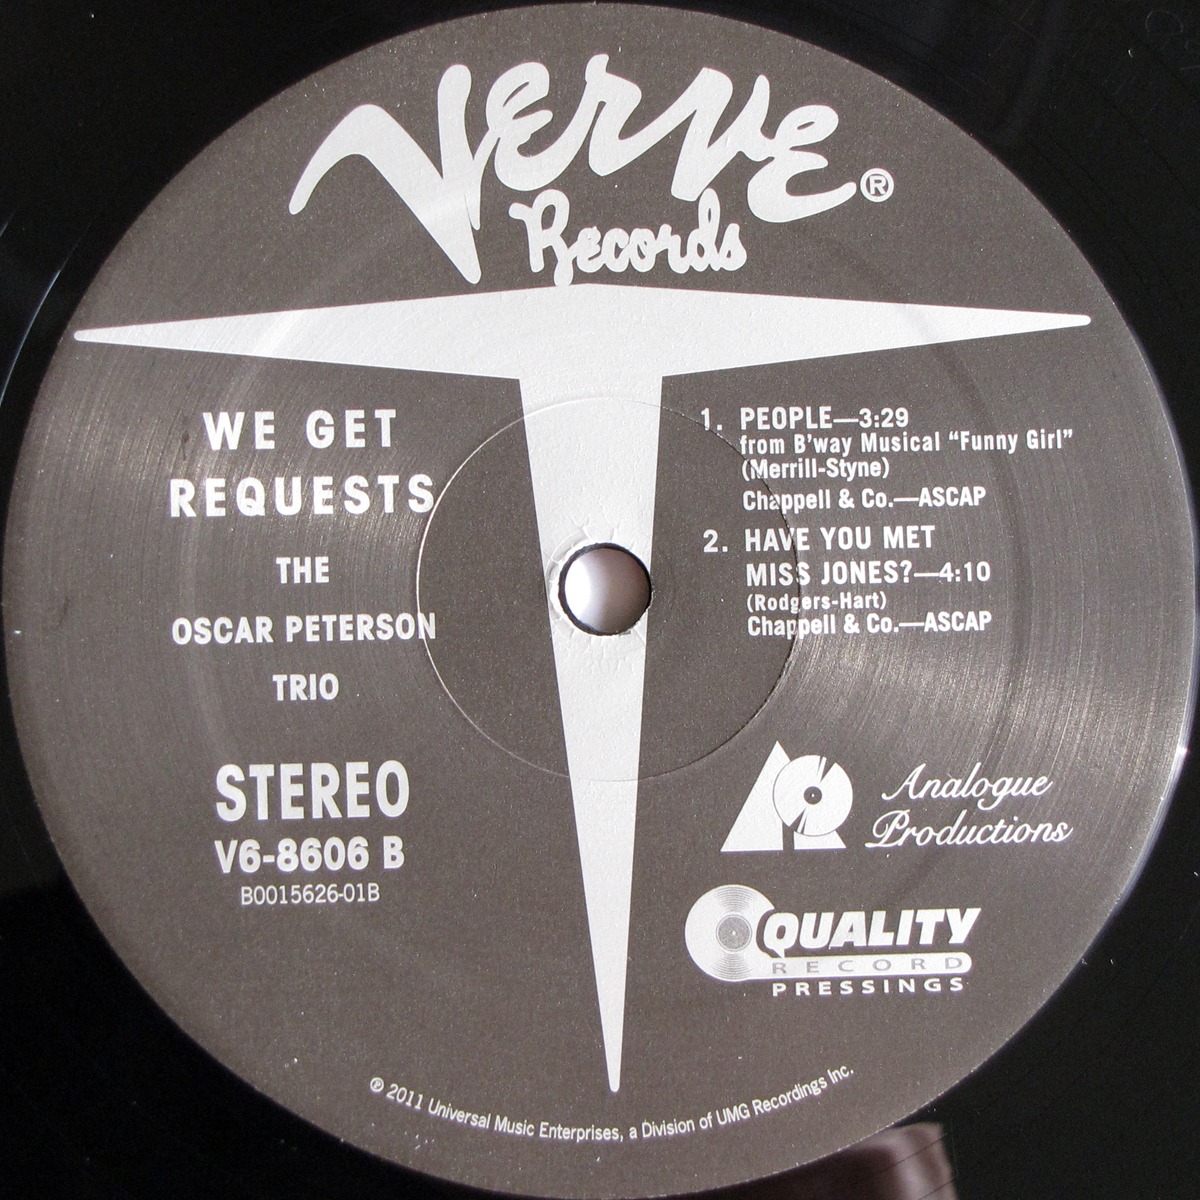 Verve®
Records
WE GET
REQUESTS
THE
OSCAR PETERSON
TRIO
STEREO
V6-8606 B
B0015626-01B
1. PEOPLE—3:29
from B'way Musical "Funny Girl"
(Merrill-Styne)
Chappell & Co.—ASCAP
2. HAVE YOU MET
MISS JONES?—4:10
(Rodgers-Hart)
Chappell & Co.—ASCAP
Analogue
Productions
QUALITY
RECORD
PRESSINGS
℗ 2011 Universal Music Enterprises, a Division of UMG Recordings Inc.